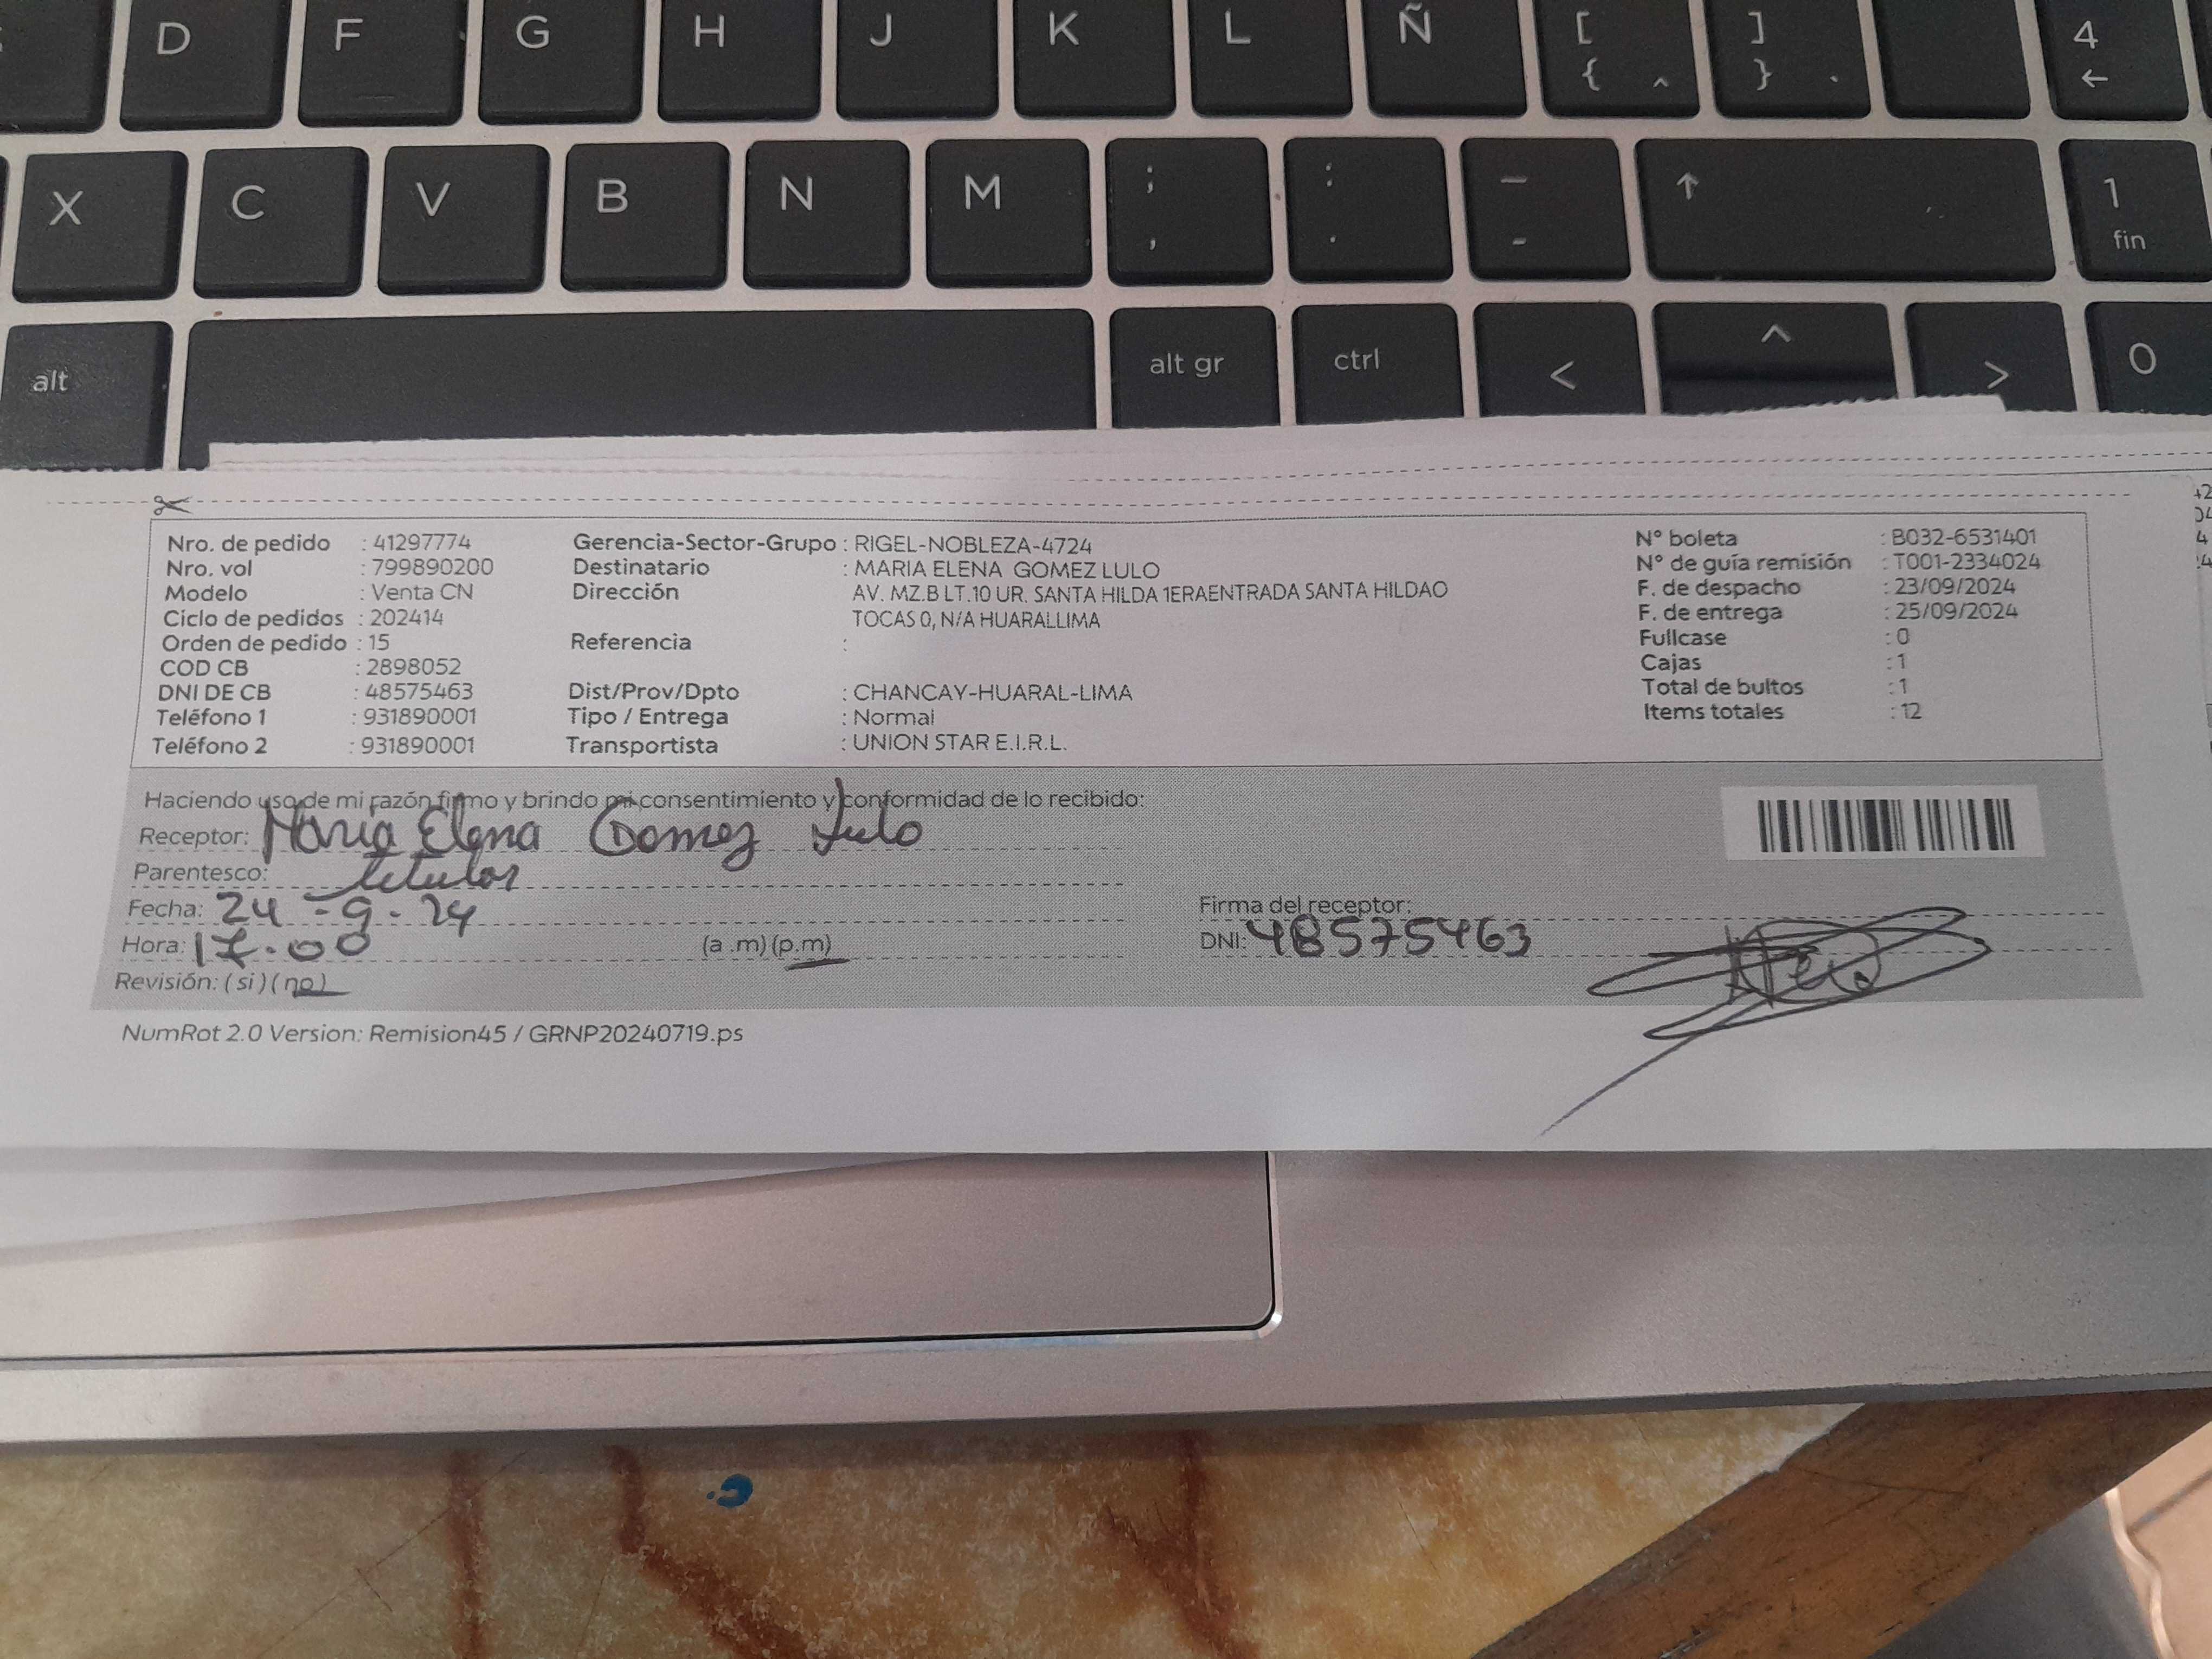 D F G H J K L Ñ [ { ^ ] } . 4 ←
X C V B N M ; , : . _ - ↑ 1 fin
alt alt gr ctrl < ^ > 0
Nro. de pedido : 41297774 Gerencia-Sector-Grupo : RIGEL-NOBLEZA-4724 N° boleta : B032-6531401
Nro. vol : 799890200 Destinatario : MARIA ELENA GOMEZ LULO N° de guía remisión : T001-2334024
Modelo : Venta CN Dirección AV. MZ.B LT.10 UR. SANTA HILDA 1ERAENTRADA SANTA HILDAO F. de despacho : 23/09/2024
Ciclo de pedidos : 202414 TOCAS 0, N/A HUARALLIMA F. de entrega : 25/09/2024
Orden de pedido : 15 Referencia : Fullcase : 0
COD CB : 2898052 Cajas : 1
DNI DE CB : 48575463 Dist/Prov/Dpto : CHANCAY-HUARAL-LIMA Total de bultos : 1
Teléfono 1 : 931890001 Tipo / Entrega : Normal Items totales : 12
Teléfono 2 : 931890001 Transportista : UNION STAR E.I.R.L.
Haciendo uso de mi razón firmo y brindo mi consentimiento y conformidad de lo recibido:
Receptor: Maria Elena Gomez Lulo
Parentesco: titular
Fecha: 24 - 9 - 24 Firma del receptor:
Hora: 17.00 (a .m) (p.m) DNI: 48575463
Revisión: ( si ) ( no )
NumRot 2.0 Version: Remision45 / GRNP20240719.ps